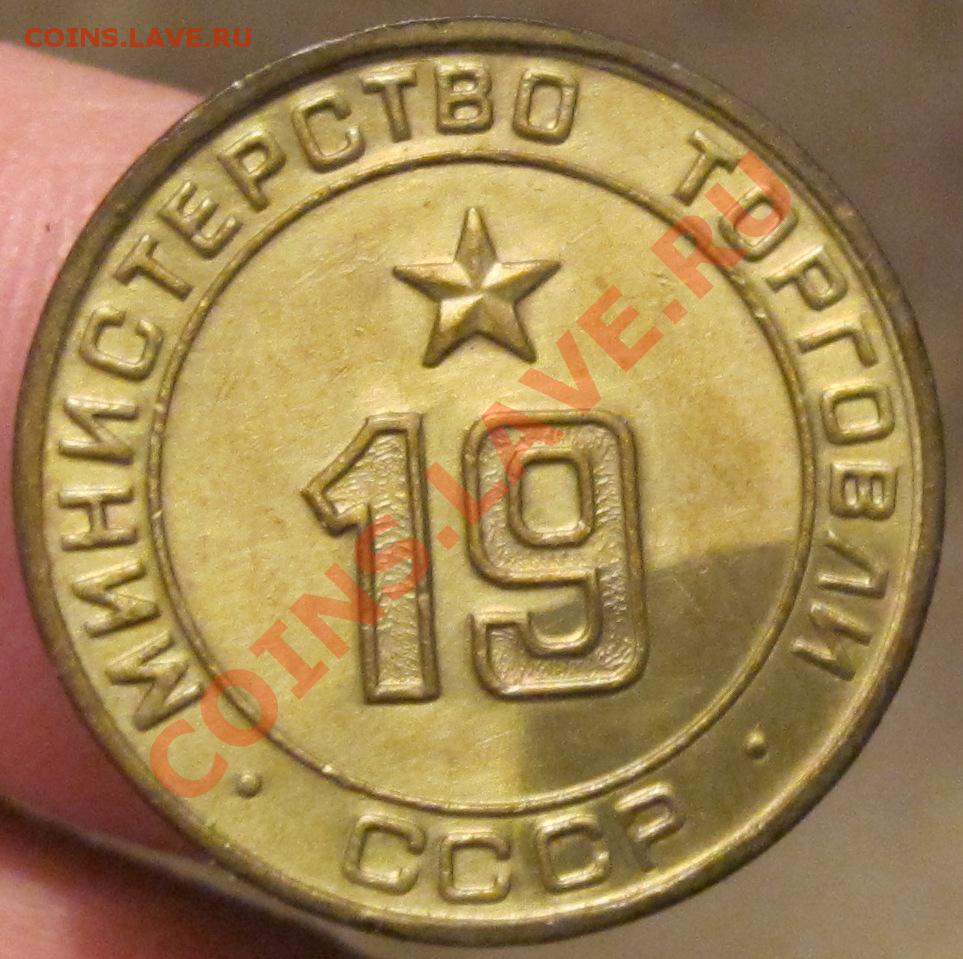 COINS.LAVE.RU
МИНИСТЕРСТВО ТОРГОВЛИ
19
· СССР ·
COINS.LAVE.RU